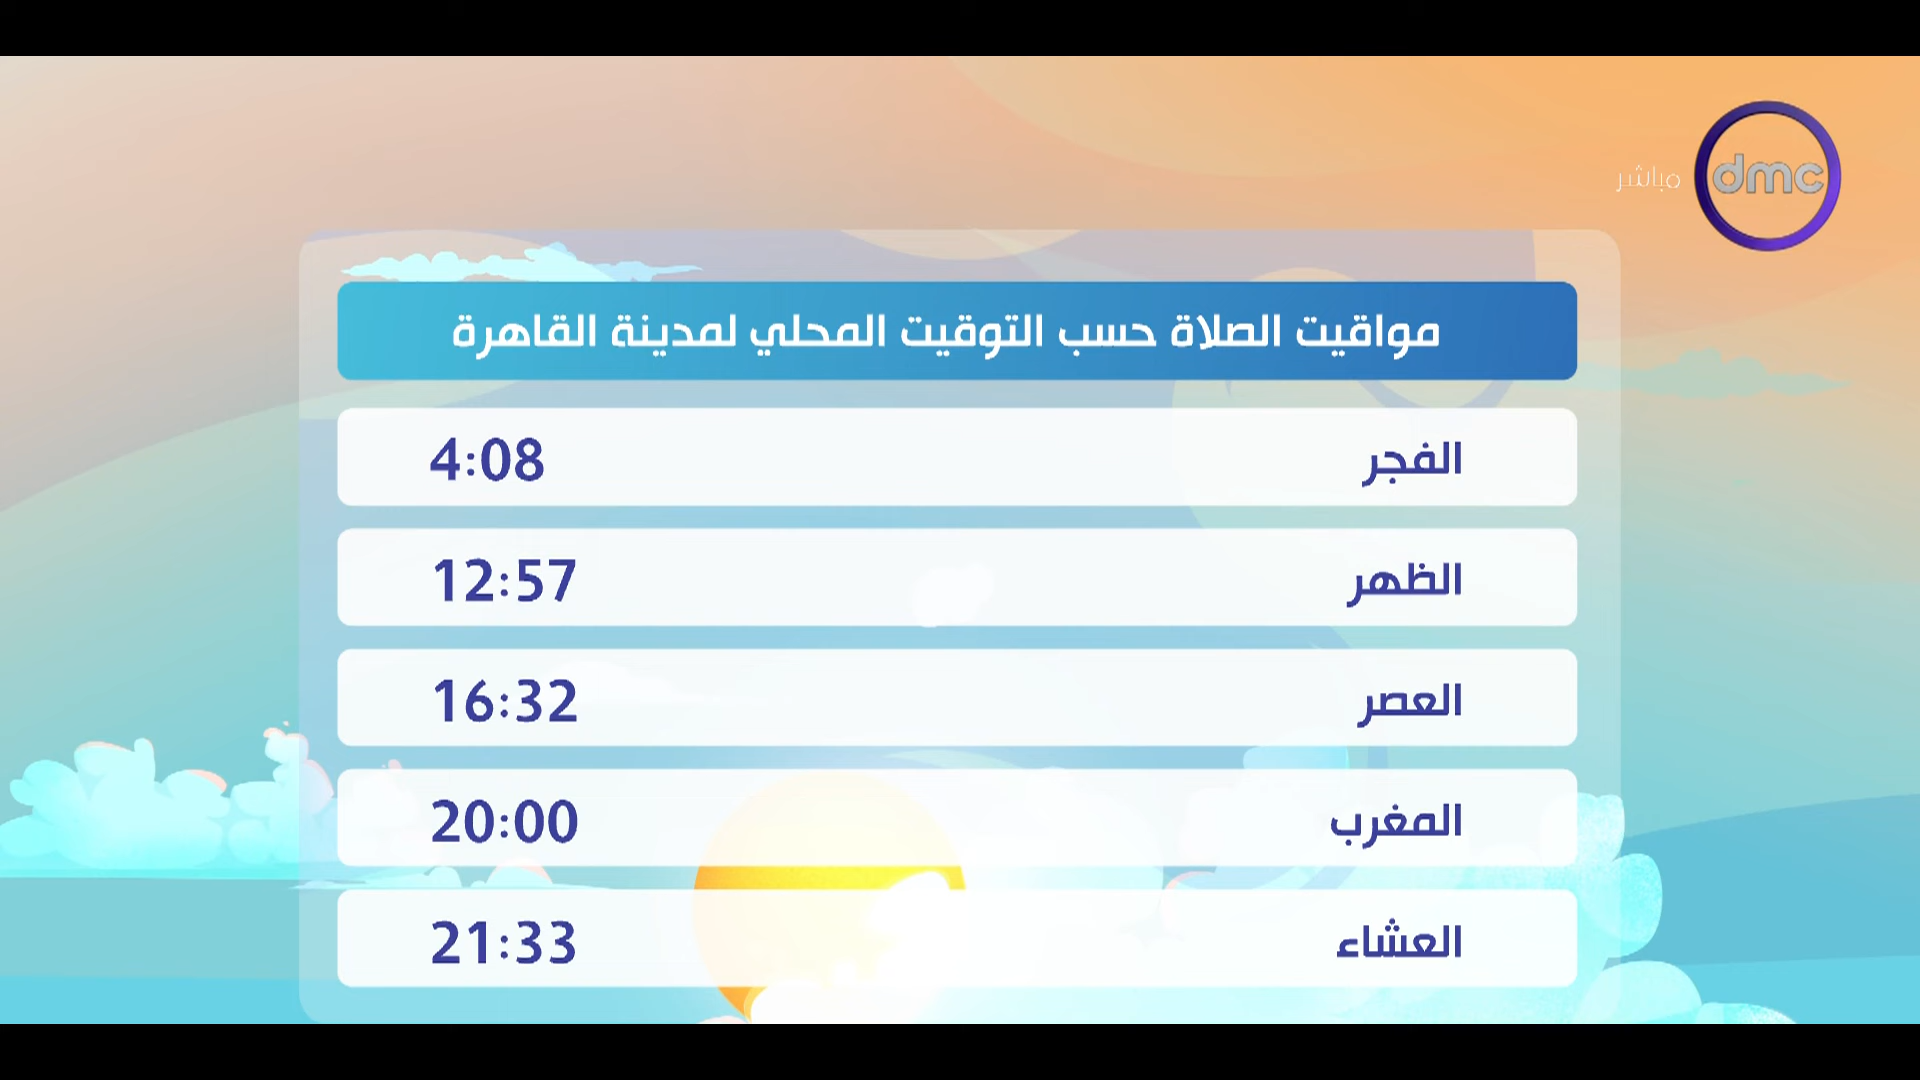 dmc
مباشر
مواقيت الصلاة حسب التوقيت المحلي لمدينة القاهرة
الفجر 4:08
الظهر 12:57
العصر 16:32
المغرب 20:00
العشاء 21:33